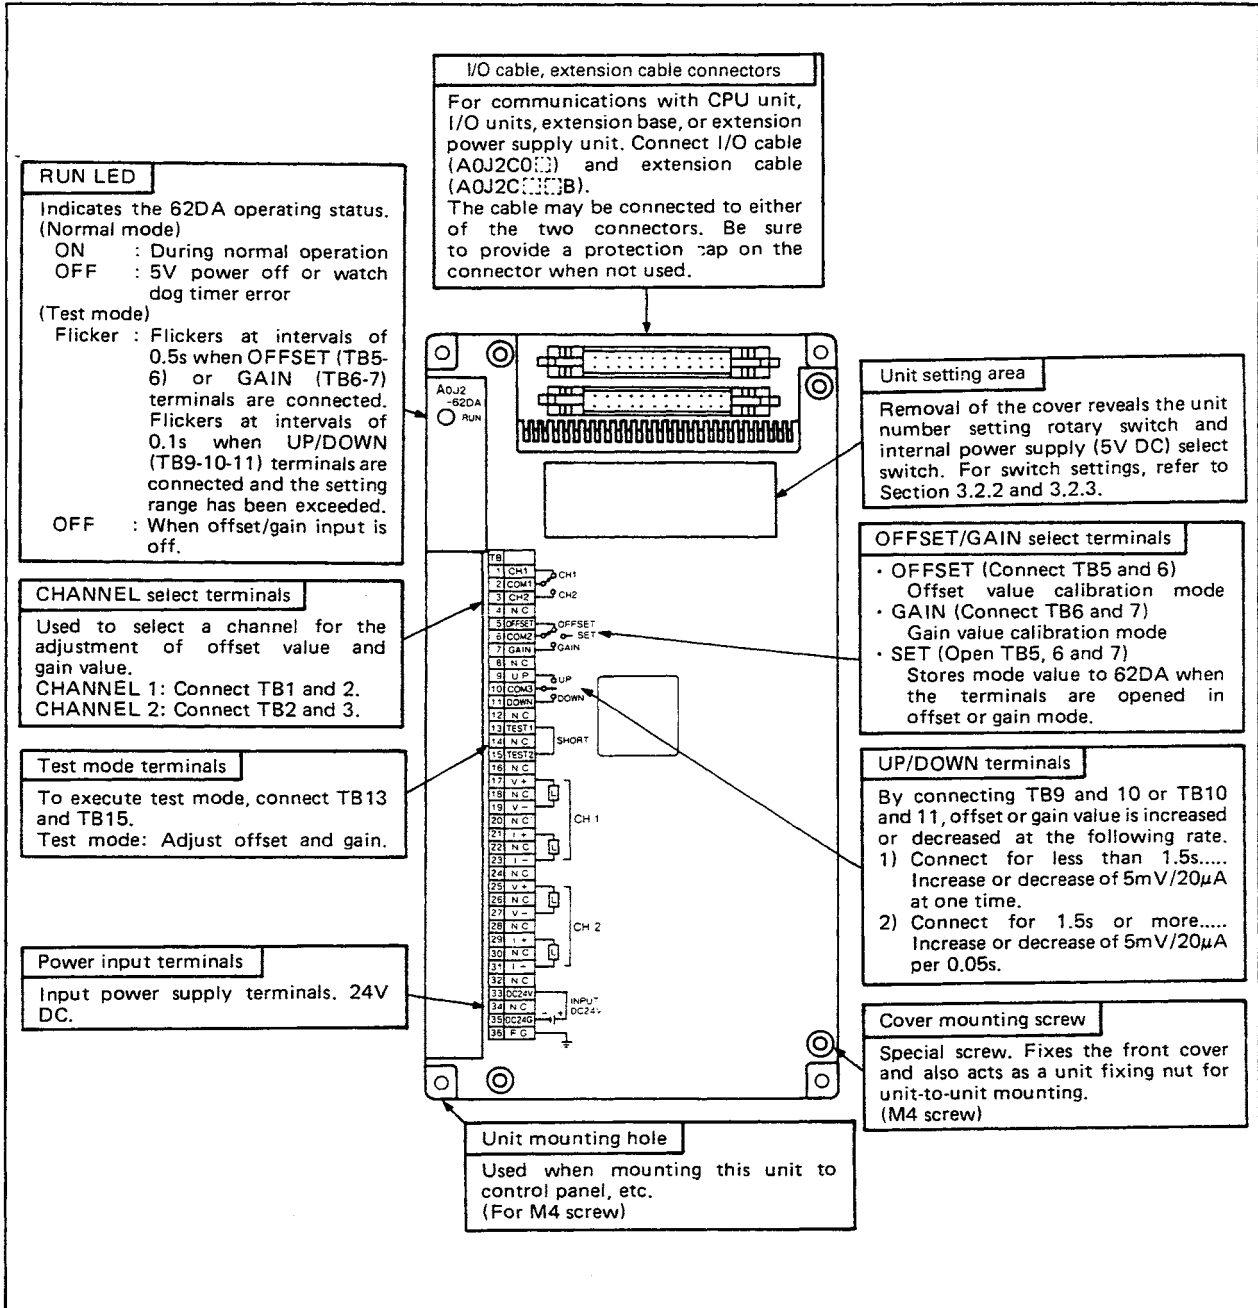 I/O cable, extension cable connectors
For communications with CPU unit,
I/O units, extension base, or extension
power supply unit. Connect I/O cable
(A0J2C0) and extension cable
(A0J2C B).
The cable may be connected to either
of the two connectors. Be sure
to provide a protection cap on the
connector when not used.
RUN LED
Indicates the 62DA operating status.
(Normal mode)
ON : During normal operation
OFF : 5V power off or watch
dog timer error
(Test mode)
Flicker : Flickers at intervals of
0.5s when OFFSET (TB5-
6) or GAIN (TB6-7)
terminals are connected.
Flickers at intervals of
0.1s when UP/DOWN
(TB9-10-11) terminals are
connected and the setting
range has been exceeded.
OFF : When offset/gain input is
off.
CHANNEL select terminals
Used to select a channel for the
adjustment of offset value and
gain value.
CHANNEL 1: Connect TB1 and 2.
CHANNEL 2: Connect TB2 and 3.
Test mode terminals
To execute test mode, connect TB13
and TB15.
Test mode: Adjust offset and gain.
Power input terminals
Input power supply terminals. 24V
DC.
A0J2
-62DA
RUN
TB
1 CH1
2 COM1
3 CH2
4 NC
5 OFFSET
6 COM2
7 GAIN
8 NC
9 UP
10 COM3
11 DOWN
12 NC
13 TEST1
14 NC
15 TEST2
16 NC
17 V+
18 NC
19 V-
20 NC
21 I+
22 NC
23 I-
24 NC
25 V+
26 NC
27 V-
28 NC
29 I+
30 NC
31 I-
32 NC
33 DC24V
34 NC
35 DC24G
36 FG
CH1
CH2
OFFSET
SET
GAIN
UP
DOWN
SHORT
L
L
CH 1
L
L
CH 2
- +
INPUT
DC24V
Unit setting area
Removal of the cover reveals the unit
number setting rotary switch and
internal power supply (5V DC) select
switch. For switch settings, refer to
Section 3.2.2 and 3.2.3.
OFFSET/GAIN select terminals
· OFFSET (Connect TB5 and 6)
Offset value calibration mode
· GAIN (Connect TB6 and 7)
Gain value calibration mode
· SET (Open TB5, 6 and 7)
Stores mode value to 62DA when
the terminals are opened in
offset or gain mode.
UP/DOWN terminals
By connecting TB9 and 10 or TB10
and 11, offset or gain value is increased
or decreased at the following rate.
1) Connect for less than 1.5s.....
Increase or decrease of 5mV/20μA
at one time.
2) Connect for 1.5s or more.....
Increase or decrease of 5mV/20μA
per 0.05s.
Cover mounting screw
Special screw. Fixes the front cover
and also acts as a unit fixing nut for
unit-to-unit mounting.
(M4 screw)
Unit mounting hole
Used when mounting this unit to
control panel, etc.
(For M4 screw)